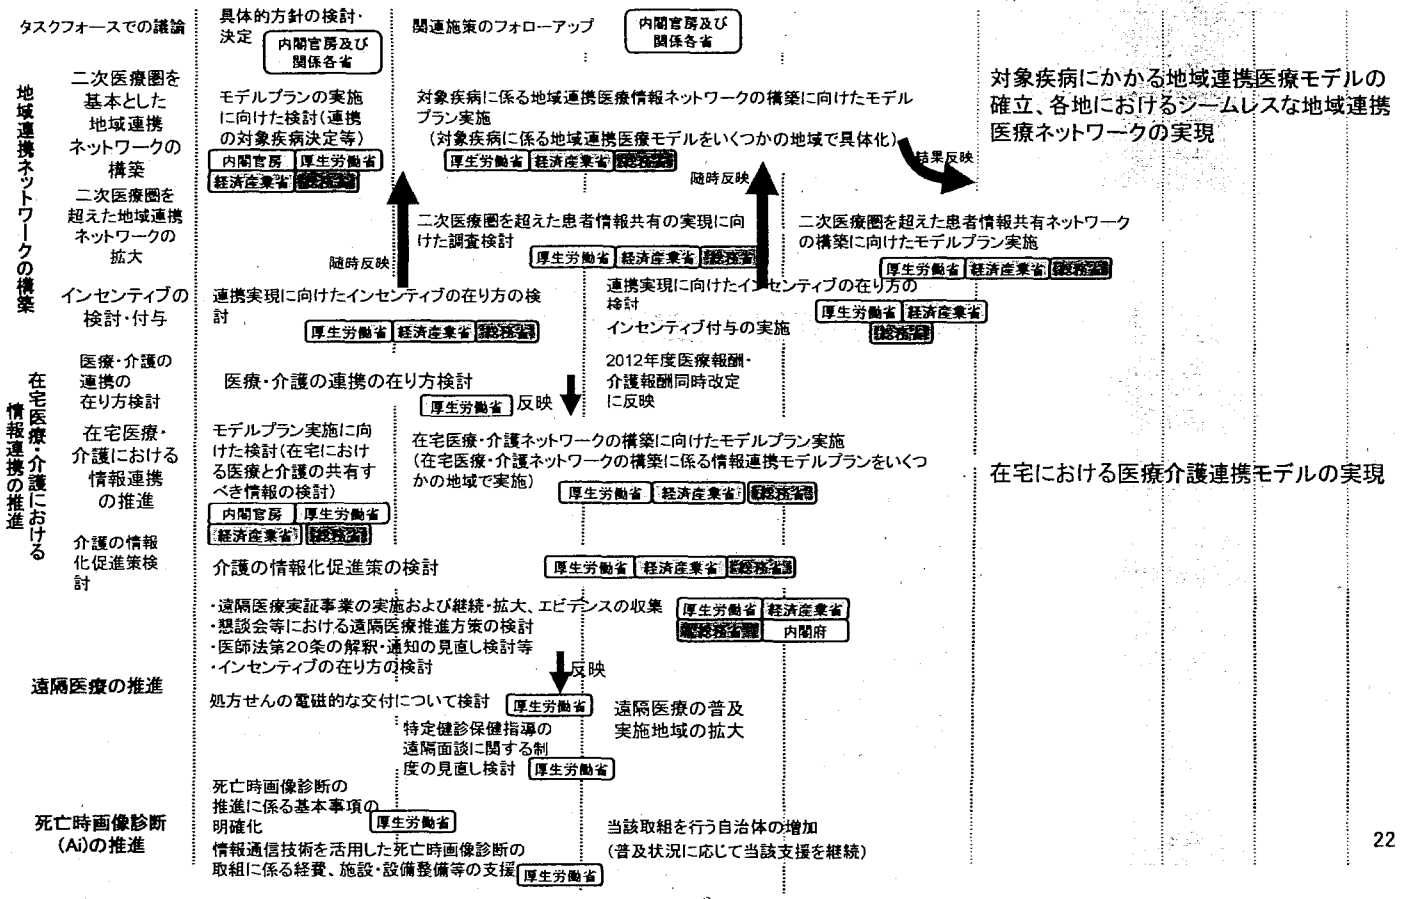 タスクフォースでの議論
具体的方針の検討・
決定
内閣官房及び
関係各省
関連施策のフォローアップ
内閣官房及び
関係各省
地域連携ネットワークの構築
二次医療圏を
基本とした
地域連携
ネットワークの
構築
モデルプランの実施
に向けた検討(連携
の対象疾病決定等)
内閣官房 厚生労働省
経済産業省 総務省
対象疾病に係る地域連携医療情報ネットワークの構築に向けたモデル
プラン実施
(対象疾病に係る地域連携医療モデルをいくつかの地域で具体化)
厚生労働省 経済産業省 総務省
結果反映
対象疾病にかかる地域連携医療モデルの
確立、各地におけるシームレスな地域連携
医療ネットワークの実現
二次医療圏を
超えた地域連携
ネットワークの
拡大
随時反映
随時反映
二次医療圏を超えた患者情報共有の実現に向
けた調査検討
厚生労働省 経済産業省 総務省
二次医療圏を超えた患者情報共有ネットワーク
の構築に向けたモデルプラン実施
厚生労働省 経済産業省 総務省
インセンティブの
検討・付与
連携実現に向けたインセンティブの在り方の検
討
厚生労働省 経済産業省 総務省
連携実現に向けたインセンティブの在り方の
検討
インセンティブ付与の実施
厚生労働省 経済産業省
総務省
在宅医療・介護における
情報連携の推進
医療・介護の
連携の
在り方検討
医療・介護の連携の在り方検討
厚生労働省
反映
2012年度医療報酬・
介護報酬同時改定
に反映
在宅医療・
介護における
情報連携
の推進
モデルプラン実施に向
けた検討(在宅におけ
る医療と介護の共有す
べき情報の検討)
内閣官房 厚生労働省
経済産業省 総務省
在宅医療・介護ネットワークの構築に向けたモデルプラン実施
(在宅医療・介護ネットワークの構築に係る情報連携モデルプランをいくつ
かの地域で実施)
厚生労働省 経済産業省 総務省
在宅における医療介護連携モデルの実現
介護の情報
化促進策検
討
介護の情報化促進策の検討
厚生労働省 経済産業省 総務省
遠隔医療の推進
・遠隔医療実証事業の実施および継続・拡大、エビデンスの収集
・懇談会等における遠隔医療推進方策の検討
・医師法第20条の解釈・通知の見直し検討等
・インセンティブの在り方の検討
厚生労働省 経済産業省
総務省 内閣府
反映
処方せんの電磁的な交付について検討
厚生労働省
遠隔医療の普及
実施地域の拡大
特定健診保健指導の
遠隔面談に関する制
度の見直し検討
厚生労働省
死亡時画像診断
(Ai)の推進
死亡時画像診断の
推進に係る基本事項の
明確化
厚生労働省
情報通信技術を活用した死亡時画像診断の
取組に係る経費、施設・設備整備等の支援
厚生労働省
当該取組を行う自治体の増加
(普及状況に応じて当該支援を継続)
22